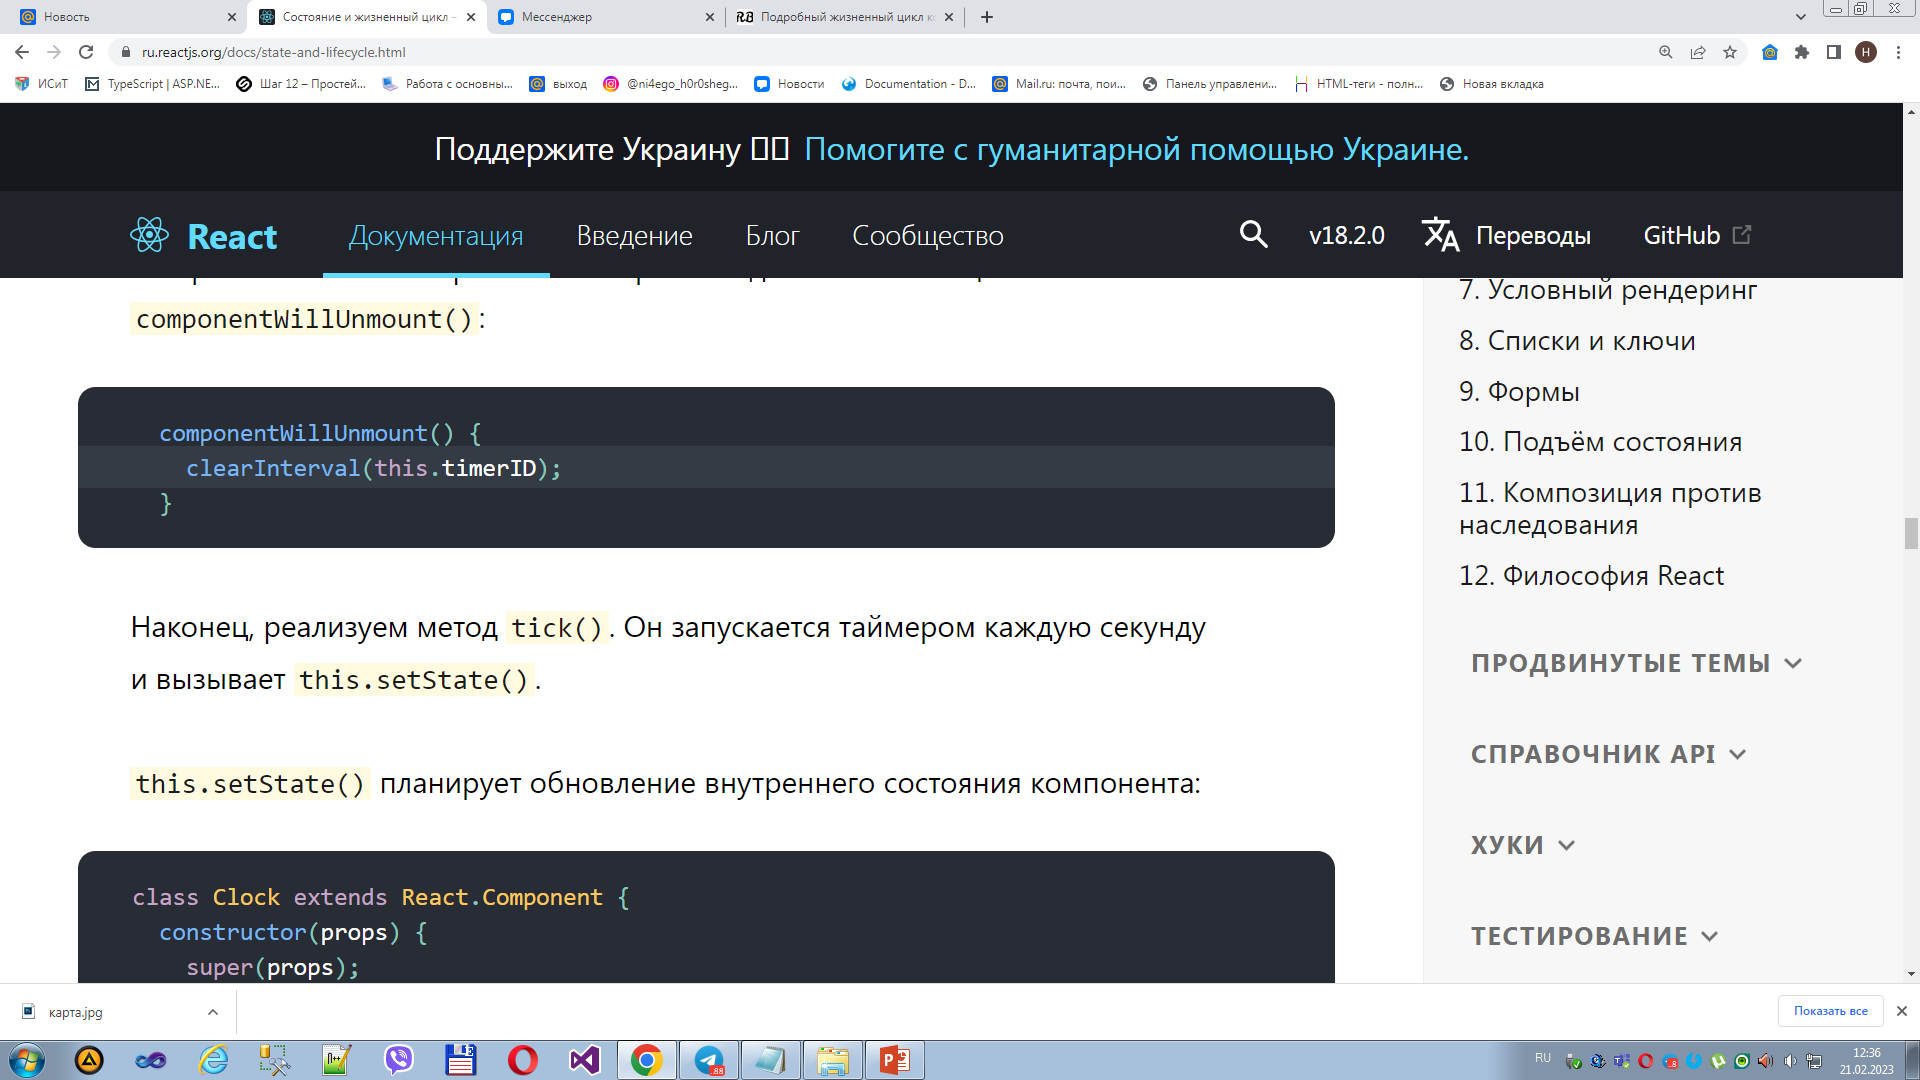 Новость
Состояние и жизненный цикл –
Мессенджер
RB Подробный жизненный цикл к
ru.reactjs.org/docs/state-and-lifecycle.html
H
ИСиТ
TypeScript | ASP.NE...
Шаг 12 – Простей...
Работа с основны...
выход
@ni4ego_h0r0sheg...
Новости
Documentation - D...
Mail.ru: почта, пои...
Панель управлени...
HTML-теги - полн...
Новая вкладка
Поддержите Украину Помогите с гуманитарной помощью Украине.
React
Документация
Введение
Блог
Сообщество
v18.2.0
Переводы
GitHub
componentWillUnmount():
componentWillUnmount() {
clearInterval(this.timerID);
}
Наконец, реализуем метод tick(). Он запускается таймером каждую секунду
и вызывает this.setState().
this.setState() планирует обновление внутреннего состояния компонента:
class Clock extends React.Component {
constructor(props) {
super(props);
7. Условный рендеринг
8. Списки и ключи
9. Формы
10. Подъём состояния
11. Композиция против
наследования
12. Философия React
ПРОДВИНУТЫЕ ТЕМЫ
СПРАВОЧНИК API
ХУКИ
ТЕСТИРОВАНИЕ
карта.jpg
Показать все
RU
12:36
21.02.2023